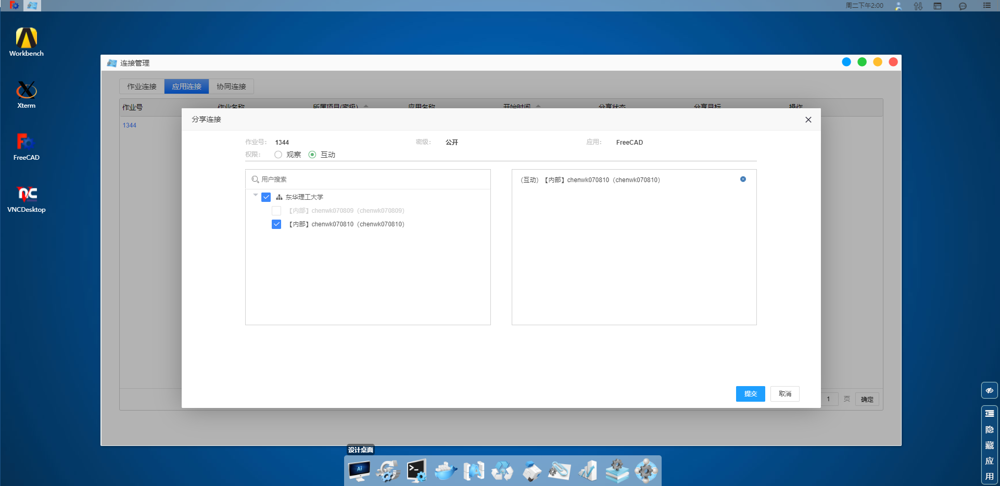 周二下午2:00
Workbench
Xterm
FreeCAD
VNCDesktop
连接管理
作业连接 应用连接 协同连接
作业号 作业名称 所属项目(密级) 应用名称 开始时间 分享状态 分享目标 操作
1344
分享连接
作业号: 1344 密级: 公开 应用: FreeCAD
权限: 观察 互动
用户搜索
东华理工大学
【内部】chenwk070809（chenwk070809）
【内部】chenwk070810（chenwk070810）
（互动）【内部】chenwk070810（chenwk070810）
提交 取消
1 页 确定
设计桌面
Ai
隐
藏
应
用